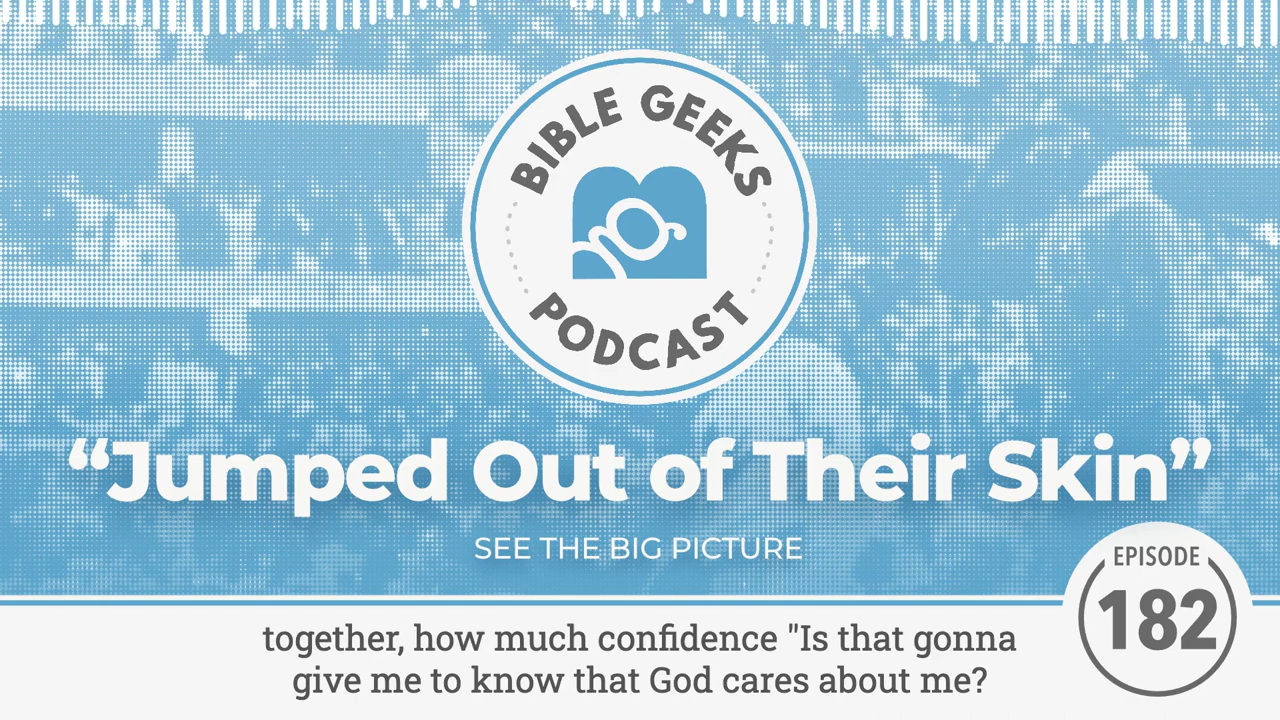 BIBLE GEEKS
PODCAST
“Jumped Out of Their Skin”
SEE THE BIG PICTURE
EPISODE
182
together, how much confidence "Is that gonna
give me to know that God cares about me?